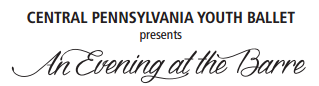 CENTRAL PENNSYLVANIA YOUTH BALLET
presents
An Evening at the Barre